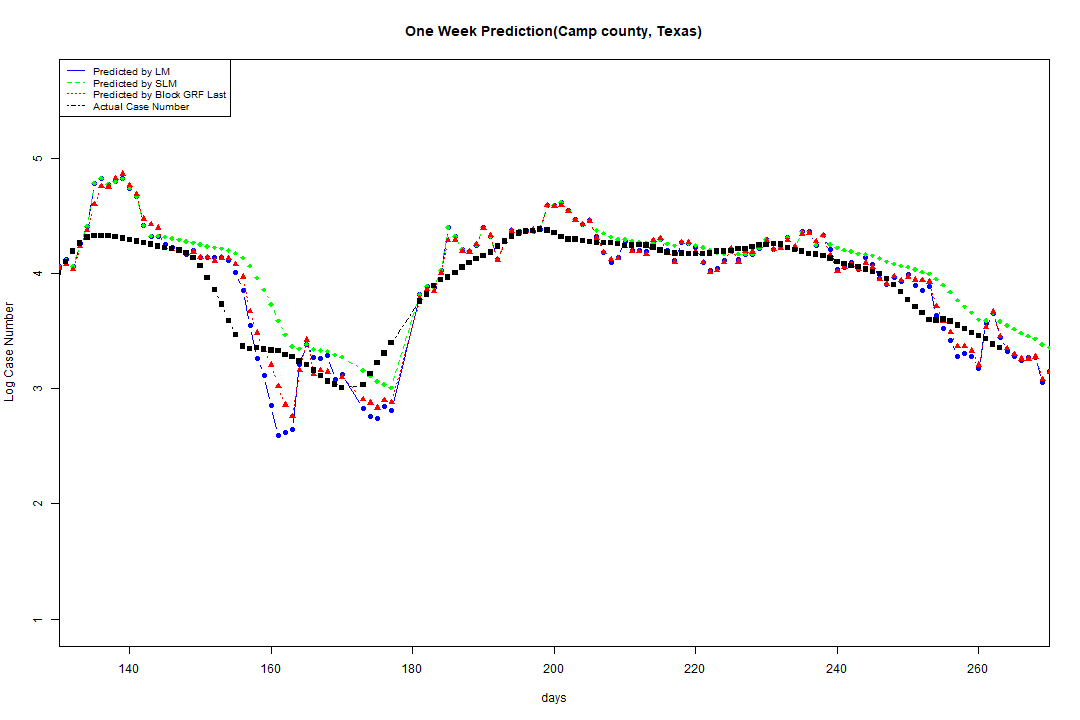 One Week Prediction(Camp county, Texas)
Predicted by LM
Predicted by SLM
Predicted by Block GRF Last
Actual Case Number
5
4
3
2
1
Log Case Number
140 160 180 200 220 240 260
days